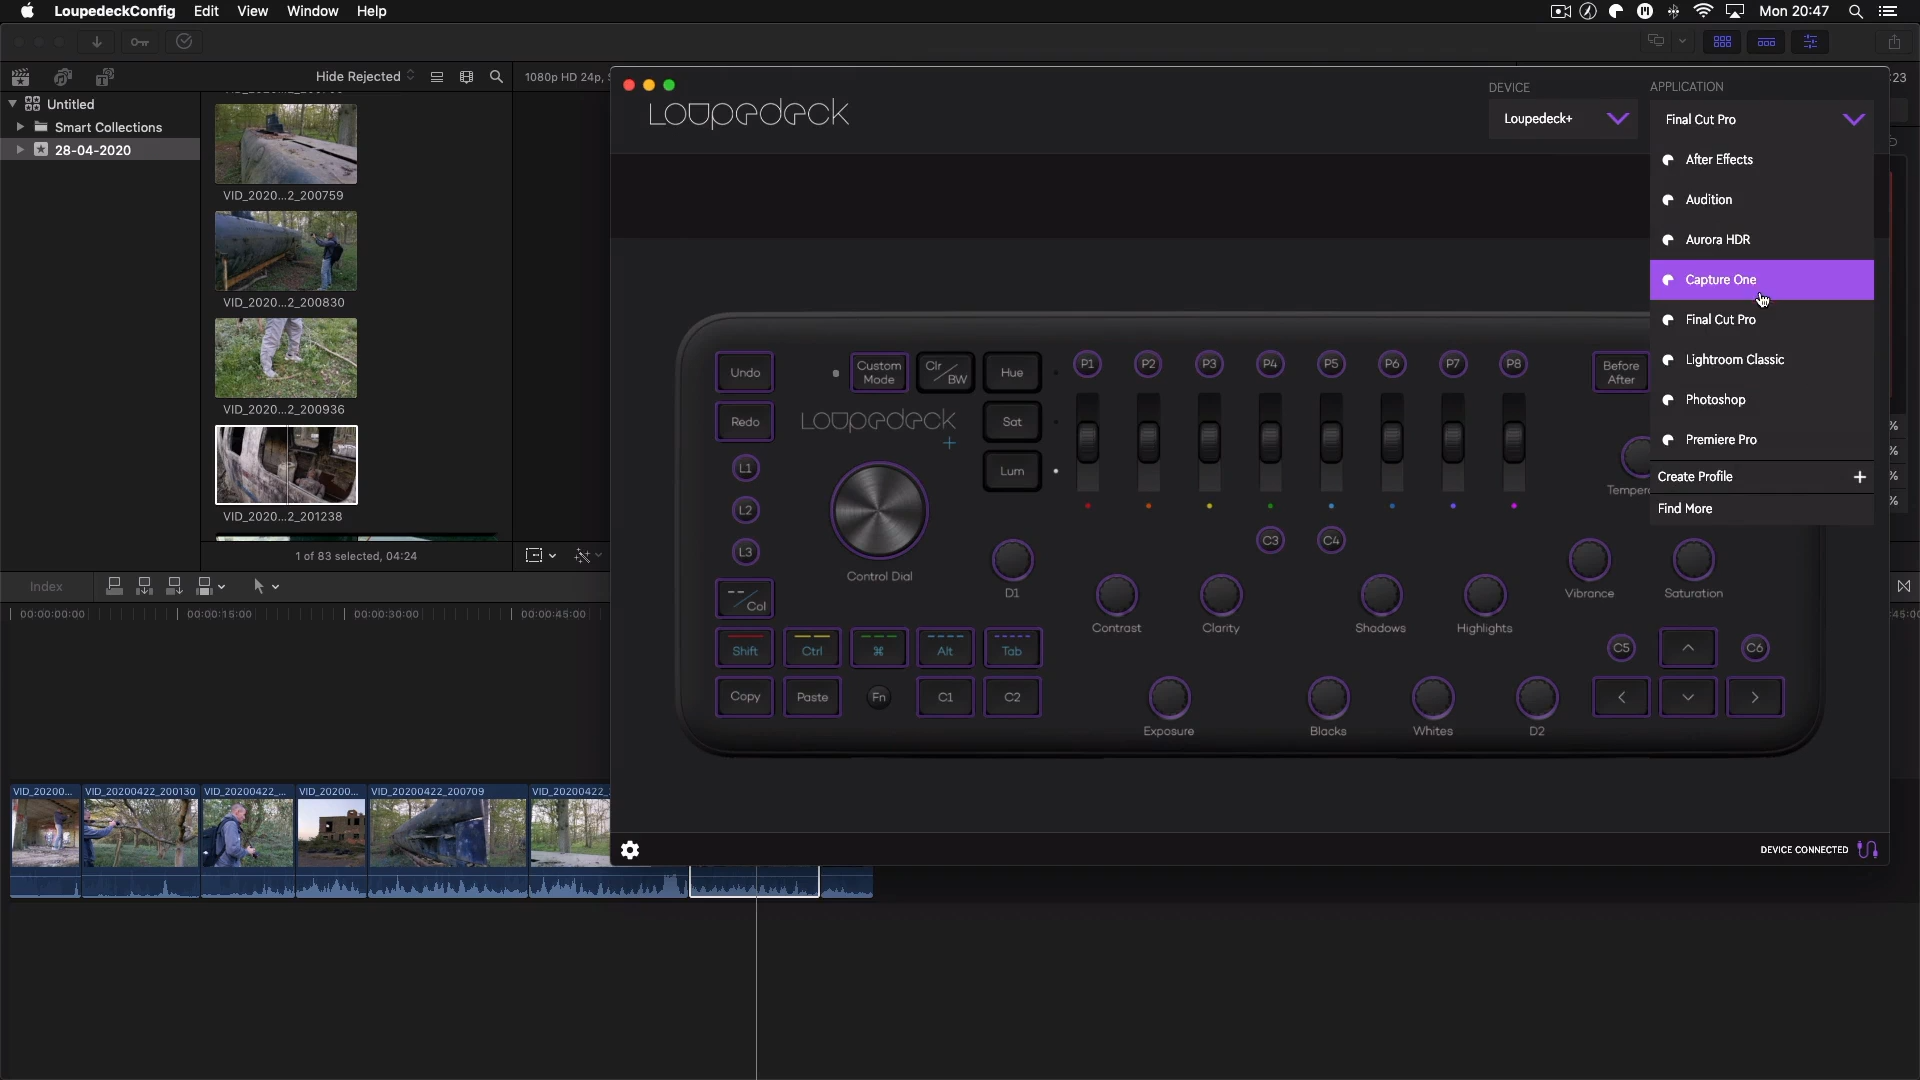 LoupedeckConfig Edit View Window Help
Mon 20:47
Hide Rejected
1080p HD 24p,
23
Untitled
Smart Collections
28-04-2020
VID_2020...2_200759
VID_2020...2_200830
VID_2020...2_200936
VID_2020...2_201238
1 of 83 selected, 04:24
Index
00:00:00:00 00:00:15:00 00:00:30:00 00:00:45:00
Loupedeck
DEVICE
Loupedeck+
APPLICATION
Final Cut Pro
After Effects
Audition
Aurora HDR
Capture One
Final Cut Pro
Lightroom Classic
Photoshop
Premiere Pro
Create Profile +
Find More
Undo
Custom Mode
Clr/BW
Hue
P1 P2 P3 P4 P5 P6 P7 P8
Before After
Redo
Loupedeck +
Sat
L1
Lum
L2
C3 C4
L3
Control Dial
D1
Contrast
Clarity
Shadows
Highlights
Vibrance
Saturation
-- / Col
Shift Ctrl ⌘ Alt Tab
C5 C6
Copy Paste Fn C1 C2
Exposure
Blacks
Whites
D2
DEVICE CONNECTED
VID_20200... VID_20200422_200130 VID_20200422_... VID_20200... VID_20200422_200709 VID_20200422_